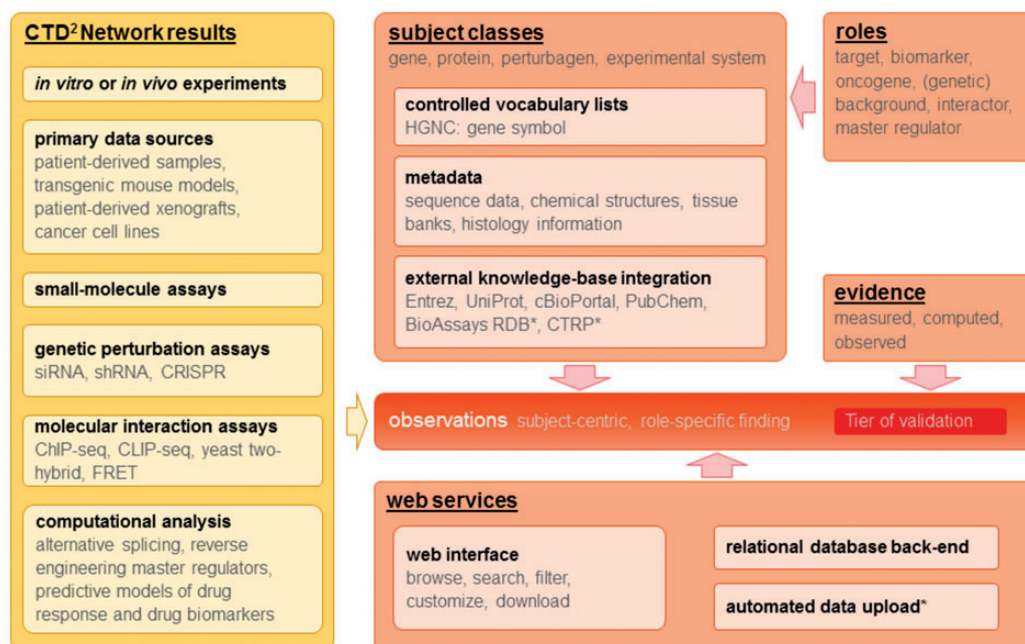 CTD² Network results
in vitro or in vivo experiments
primary data sources
patient-derived samples,
transgenic mouse models,
patient-derived xenografts,
cancer cell lines
small-molecule assays
genetic perturbation assays
siRNA, shRNA, CRISPR
molecular interaction assays
ChIP-seq, CLIP-seq, yeast two-
hybrid, FRET
computational analysis
alternative splicing, reverse
engineering master regulators,
predictive models of drug
response and drug biomarkers
subject classes
gene, protein, perturbagen, experimental system
controlled vocabulary lists
HGNC: gene symbol
metadata
sequence data, chemical structures, tissue
banks, histology information
external knowledge-base integration
Entrez, UniProt, cBioPortal, PubChem,
BioAssays RDB*, CTRP*
roles
target, biomarker,
oncogene, (genetic)
background, interactor,
master regulator
evidence
measured, computed,
observed
observations subject-centric, role-specific finding
Tier of validation
web services
web interface
browse, search, filter,
customize, download
relational database back-end
automated data upload*